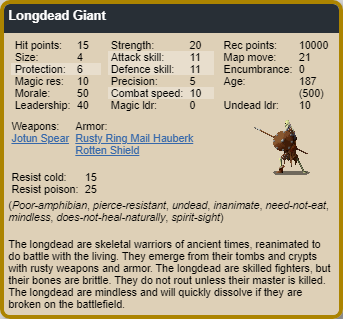 Longdead Giant
Hit points: 15 Strength: 20 Rec points: 10000
Size: 4 Attack skill: 11 Map move: 21
Protection: 6 Defence skill: 11 Encumbrance: 0
Magic res: 10 Precision: 5 Age: 187
Morale: 50 Combat speed: 10 (500)
Leadership: 40 Magic ldr: 0 Undead ldr: 10
Weapons: Armor:
Jotun Spear Rusty Ring Mail Hauberk
Rotten Shield
Resist cold: 15
Resist poison: 25
(Poor-amphibian, pierce-resistant, undead, inanimate, need-not-eat,
mindless, does-not-heal-naturally, spirit-sight)
The longdead are skeletal warriors of ancient times, reanimated to
do battle with the living. They emerge from their tombs and crypts
with rusty weapons and armor. The longdead are skilled fighters, but
their bones are brittle. They do not rout unless their master is killed.
The longdead are mindless and will quickly dissolve if they are
broken on the battlefield.